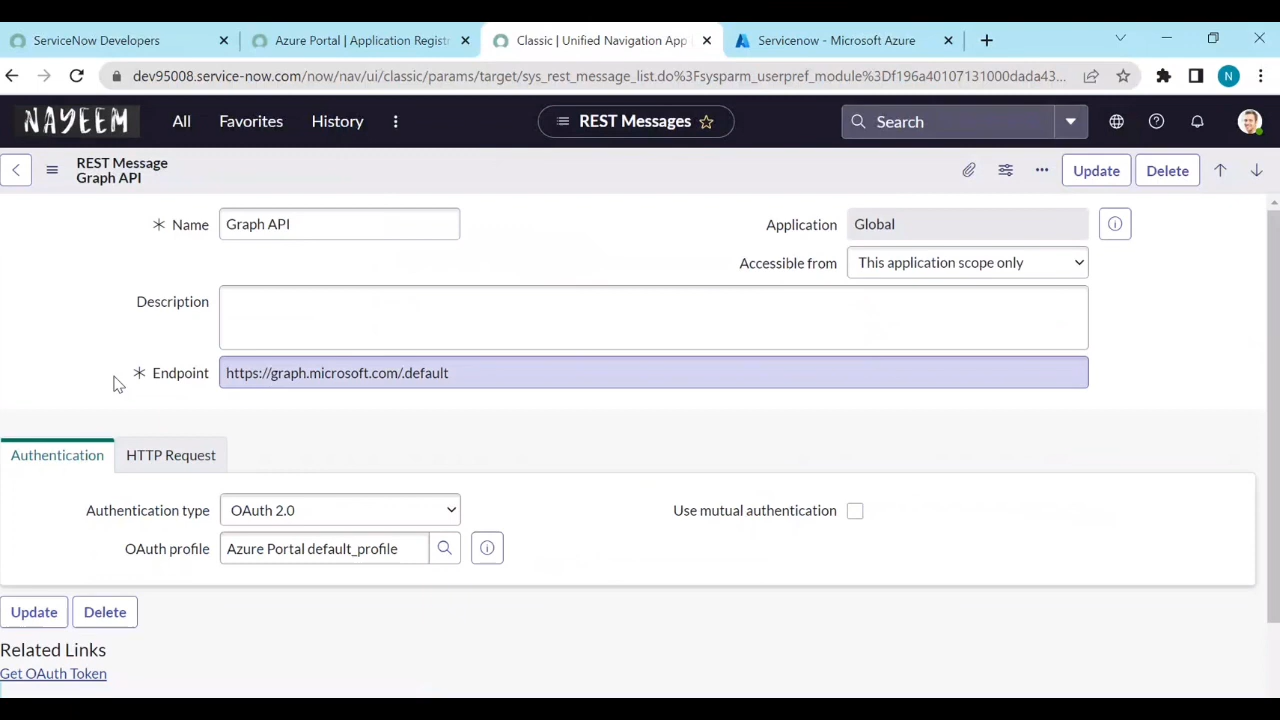 ServiceNow Developers
Azure Portal | Application Registr
Classic | Unified Navigation App
Servicenow - Microsoft Azure
dev95008.service-now.com/now/nav/ui/classic/params/target/sys_rest_message_list.do%3Fsysparm_userpref_module%3Df196a40107131000dada43...
N
NAYEEM
All
Favorites
History
REST Messages
Search
REST Message
Graph API
Update
Delete
Name
Graph API
Application
Global
Accessible from
This application scope only
Description
Endpoint
https://graph.microsoft.com/.default
Authentication
HTTP Request
Authentication type
OAuth 2.0
Use mutual authentication
OAuth profile
Azure Portal default_profile
Update
Delete
Related Links
Get OAuth Token